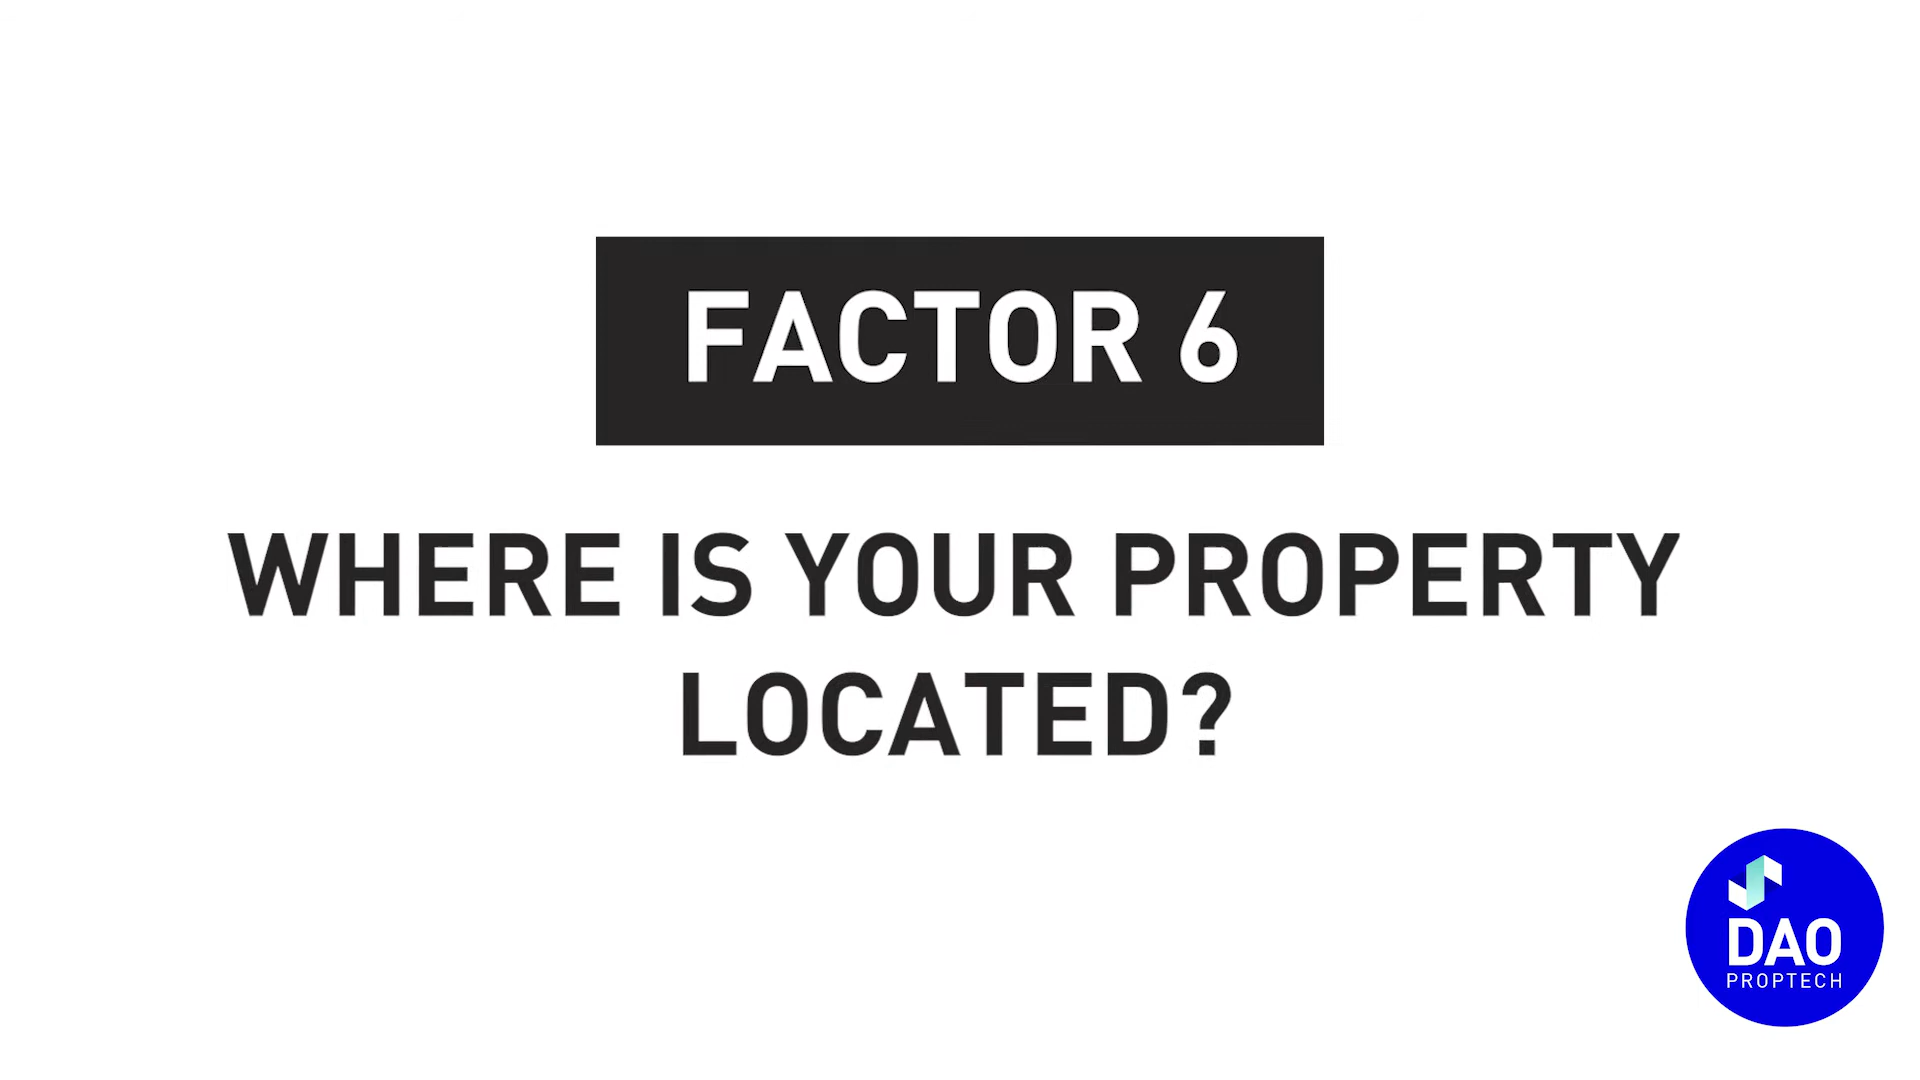 FACTOR 6
WHERE IS YOUR PROPERTY
LOCATED?
DAO
PROPTECH